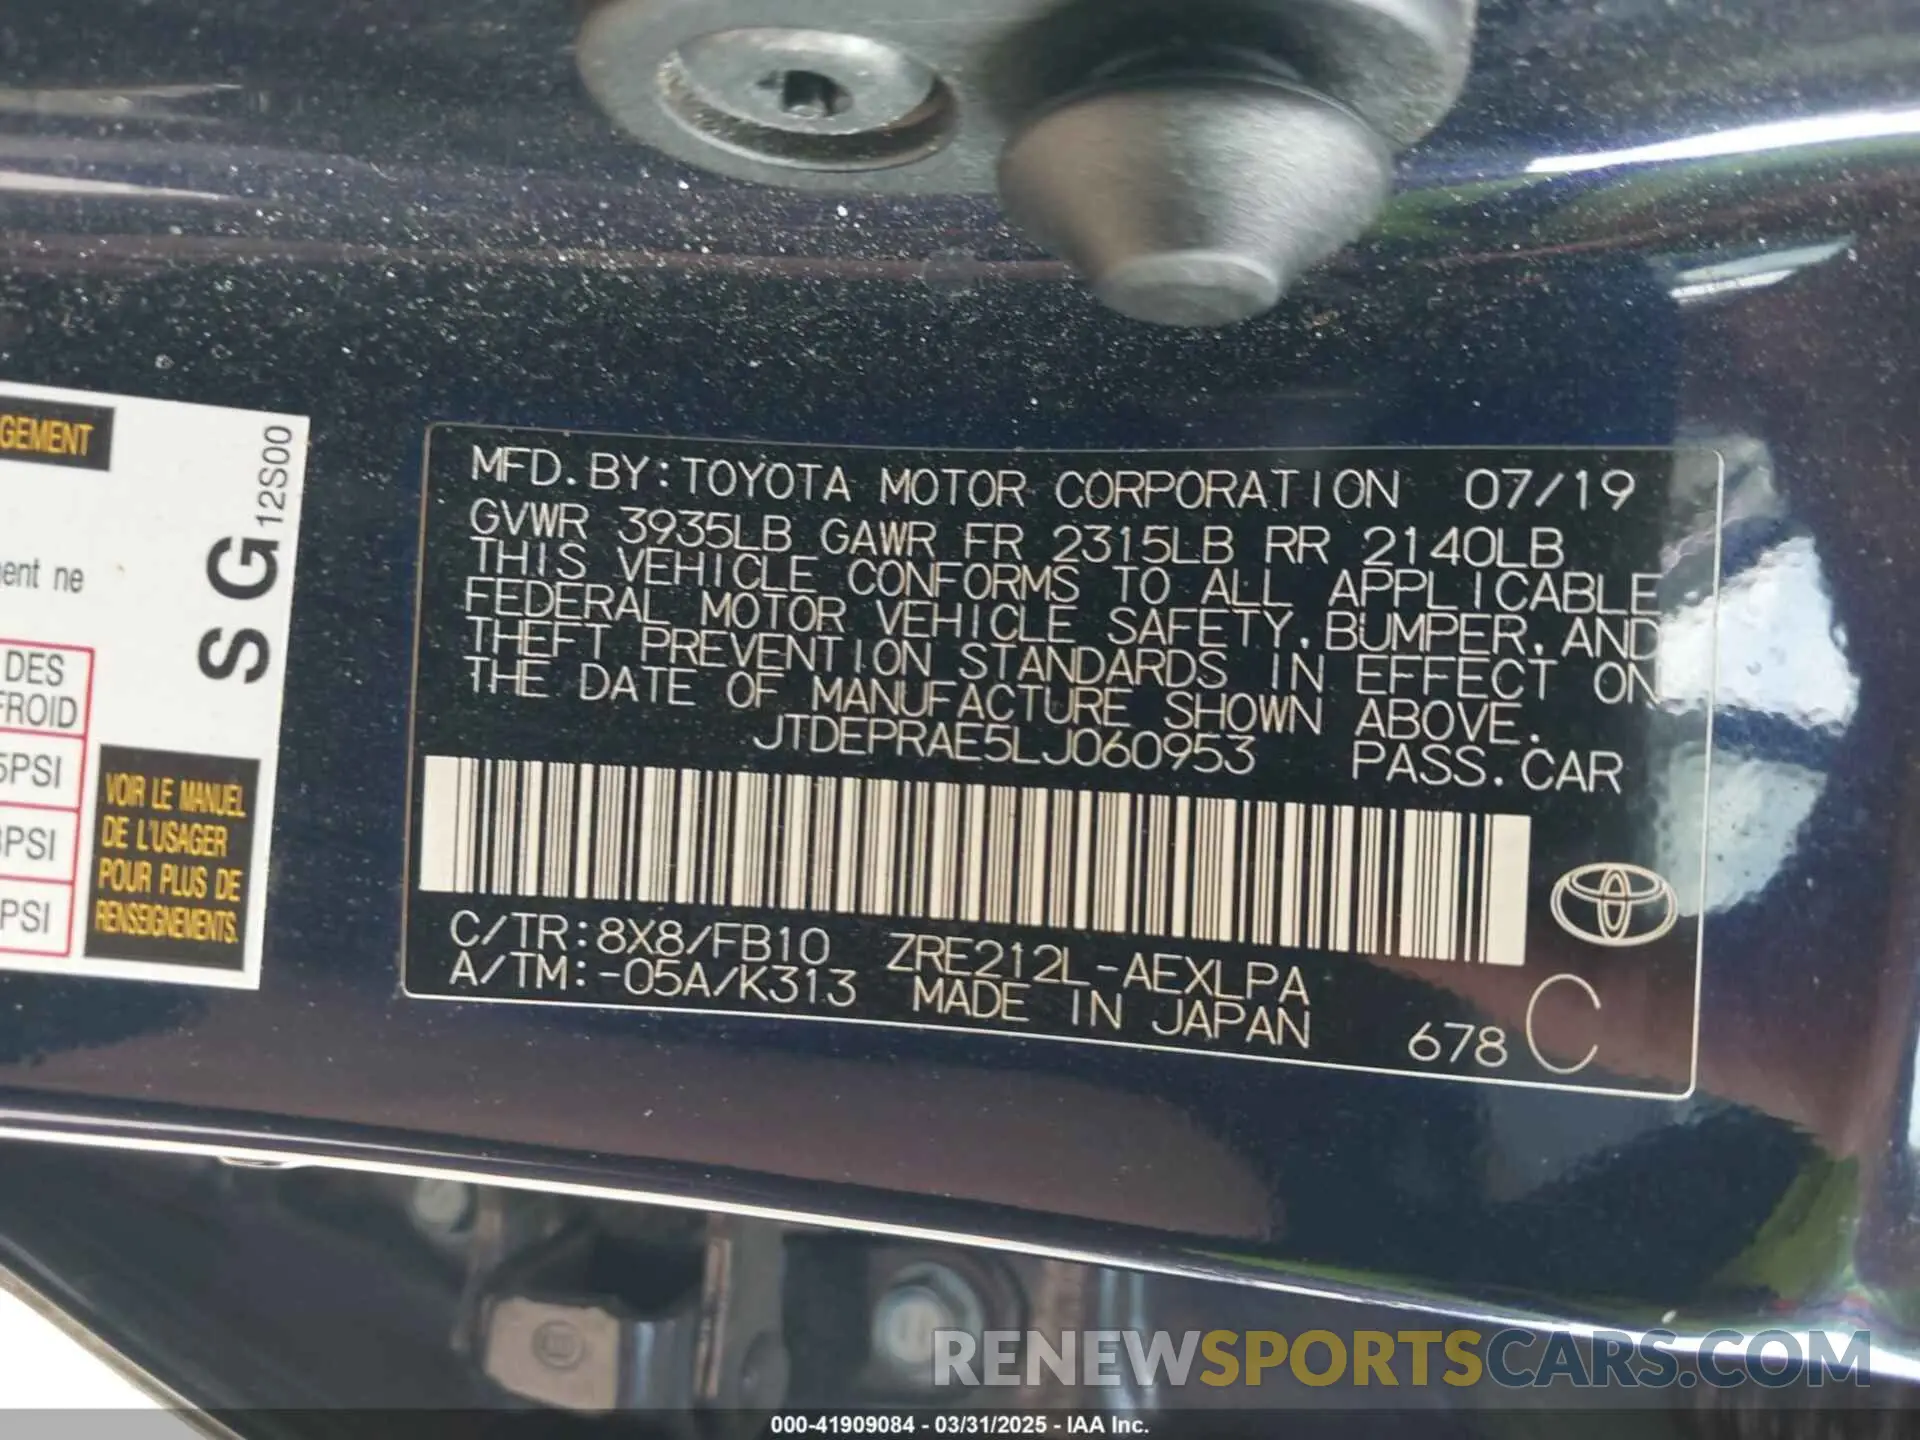 GEMENT
ent ne
DES
FROID
5PSI
PSI
PSI
VOIR LE MANUEL
DE L'USAGER
POUR PLUS DE
RENSEIGNEMENTS.
SG12S00
MFD. BY: TOYOTA MOTOR CORPORATION 07/19
GVWR 3935LB GAWR FR 2315LB RR 2140LB
THIS VEHICLE CONFORMS TO ALL APPLICABLE
FEDERAL MOTOR VEHICLE SAFETY, BUMPER, AND
THEFT PREVENTION STANDARDS IN EFFECT ON
THE DATE OF MANUFACTURE SHOWN ABOVE.
JTDEPRAE5LJ060953 PASS. CAR
C/TR: 8X8/FB10 ZRE212L-AEXLPA
A/TM: -05A/K313 MADE IN JAPAN 678 C
RENEWSPORTSCARS.COM
000-41909084 - 03/31/2025 - IAA Inc.